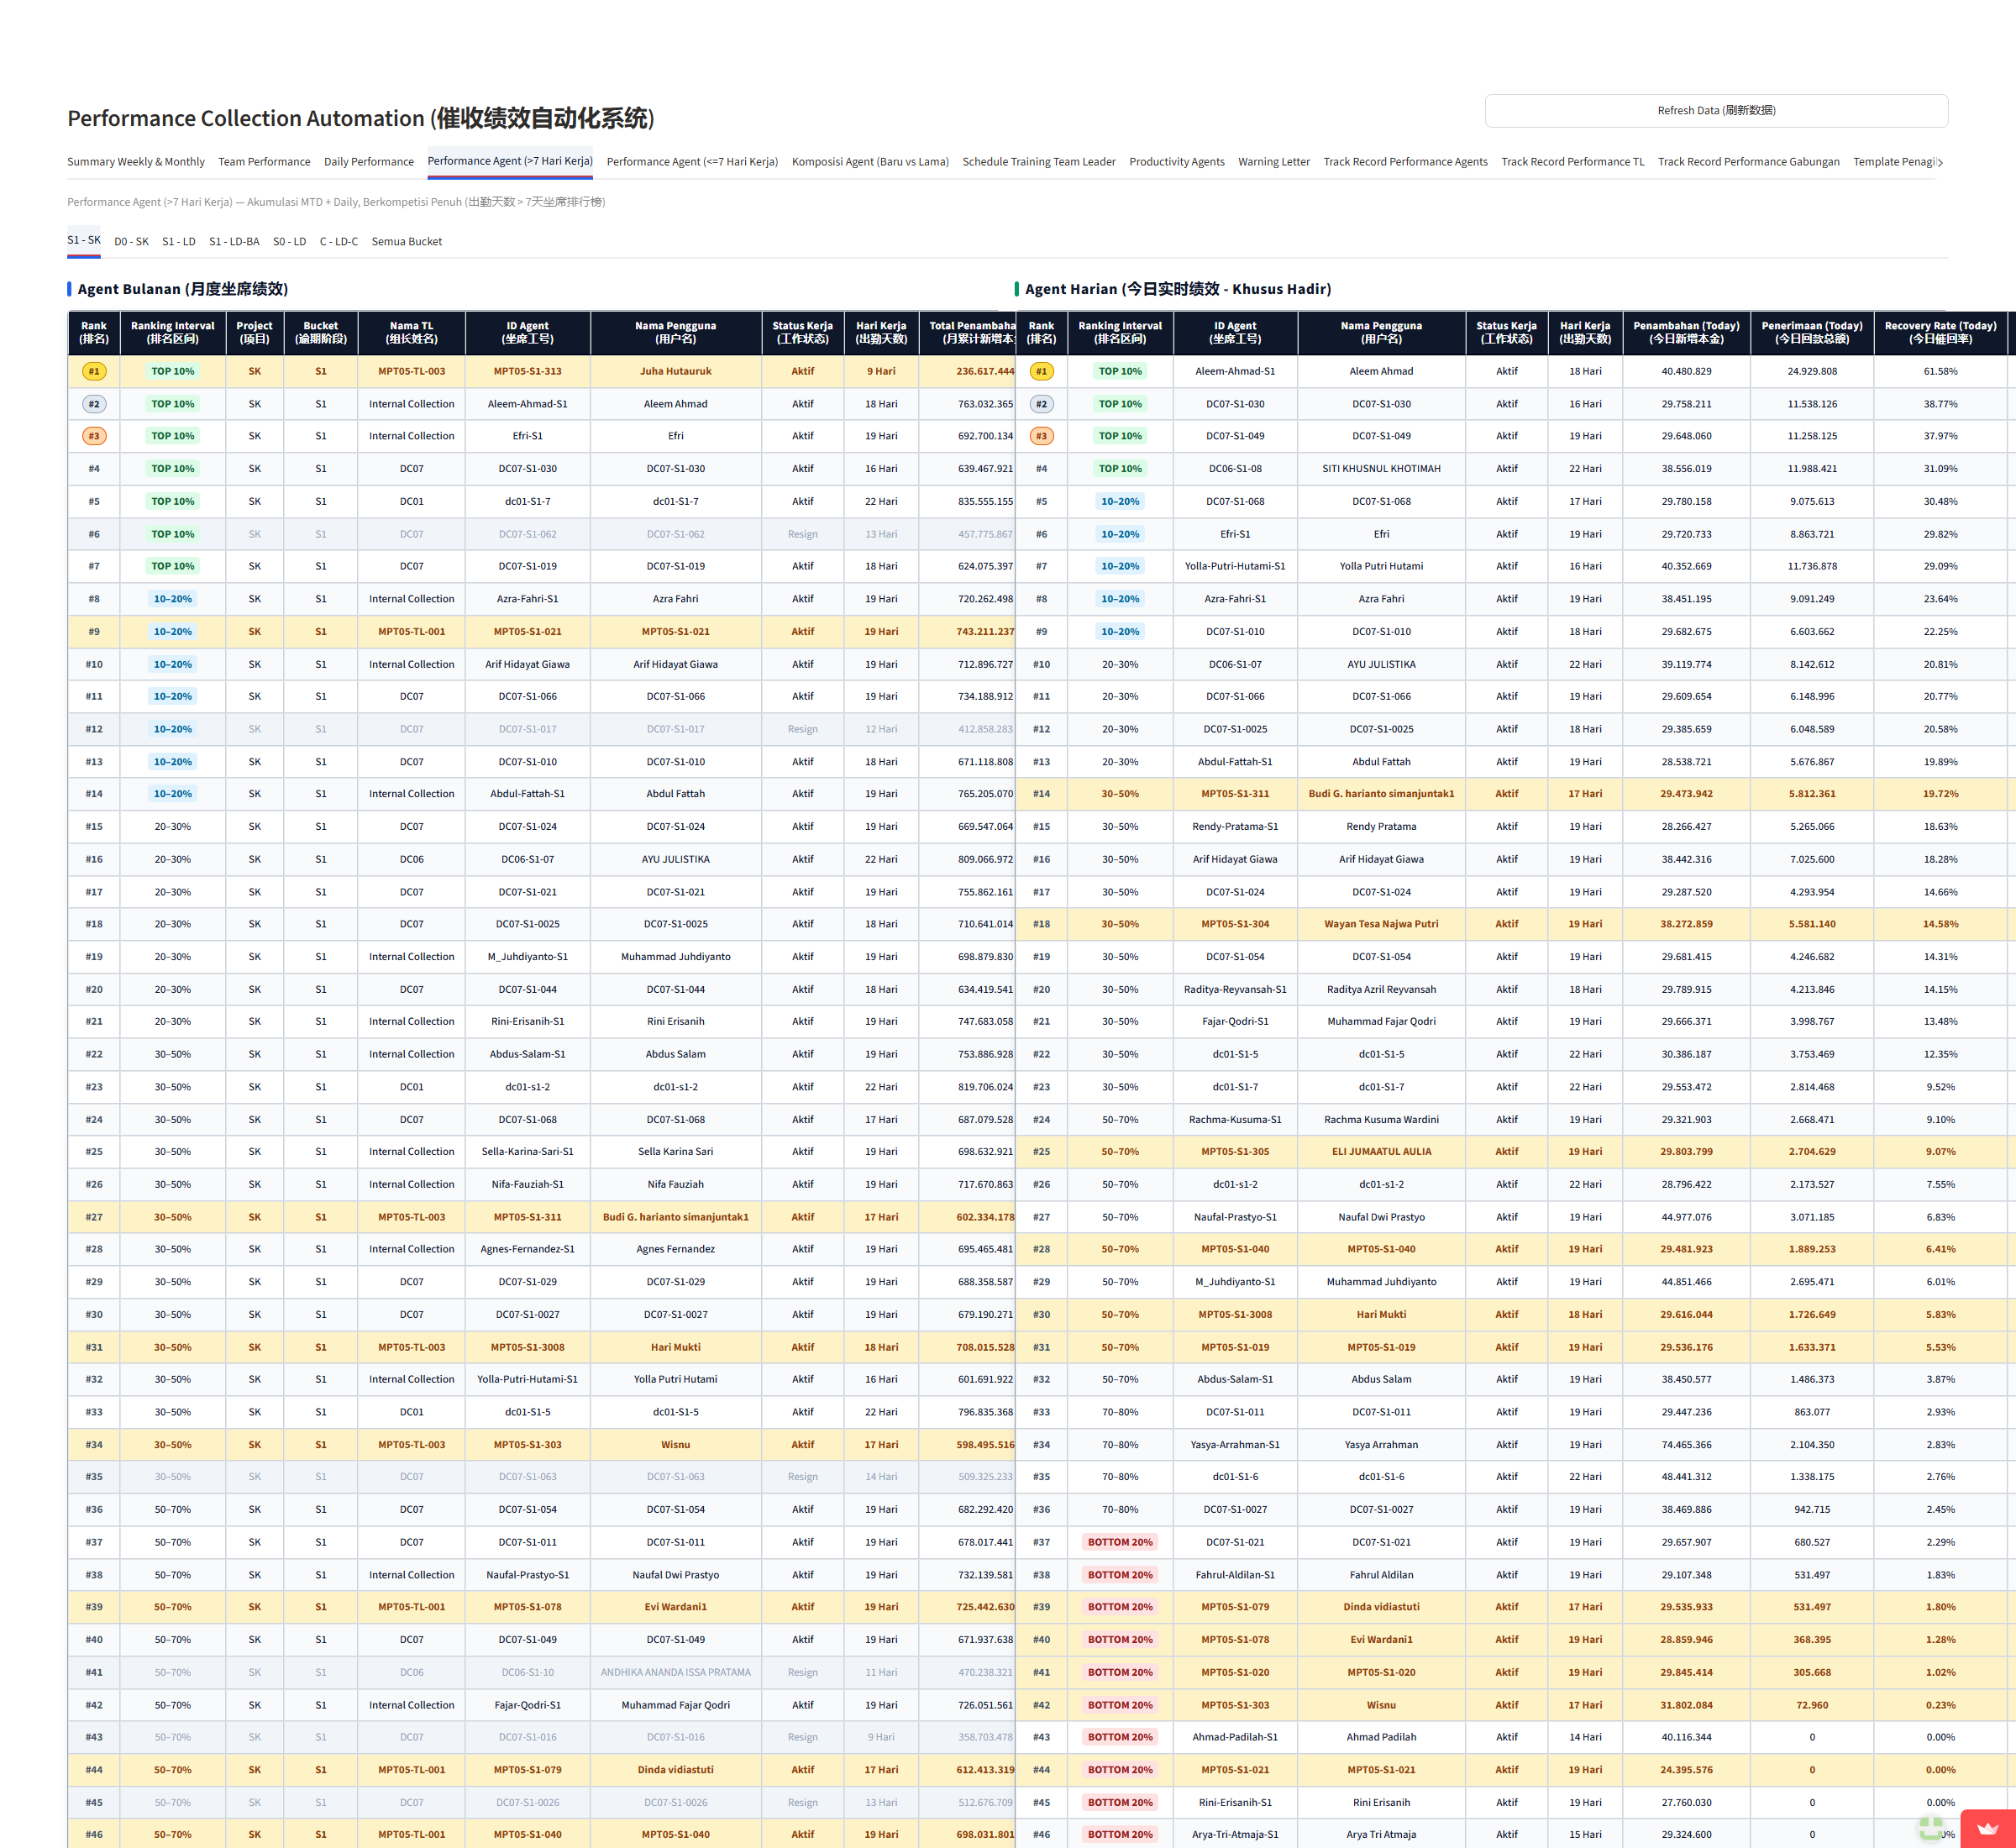 Performance Collection Automation (催收绩效自动化系统)
Refresh Data (刷新数据)
Summary Weekly & Monthly Team Performance Daily Performance Performance Agent (>7 Hari Kerja) Performance Agent (<=7 Hari Kerja) Komposisi Agent (Baru vs Lama) Schedule Training Team Leader Productivity Agents Warning Letter Track Record Performance Agents Track Record Performance TL Track Record Performance Gabungan Template Penagi
Performance Agent (>7 Hari Kerja) — Akumulasi MTD + Daily, Berkompetisi Penuh (出勤天数 > 7天坐席排行榜)
S1 - SK D0 - SK S1 - LD S1 - LD-BA S0 - LD C - LD-C Semua Bucket
Agent Bulanan (月度坐席绩效)
Rank Ranking Interval Project Bucket Nama TL ID Agent Nama Pengguna Status Kerja Hari Kerja Total Penambaha
(排名) (排名区间) (项目) (逾期阶段) (组长姓名) (坐席工号) (用户名) (工作状态) (出勤天数) (月累计新增本
#1 TOP 10% SK S1 MPT05-TL-003 MPT05-S1-313 Juha Hutauruk Aktif 9 Hari 236.617.444
#2 TOP 10% SK S1 Internal Collection Aleem-Ahmad-S1 Aleem Ahmad Aktif 18 Hari 763.032.365
#3 TOP 10% SK S1 Internal Collection Efri-S1 Efri Aktif 19 Hari 692.700.134
#4 TOP 10% SK S1 DC07 DC07-S1-030 DC07-S1-030 Aktif 16 Hari 639.467.921
#5 TOP 10% SK S1 DC01 dc01-S1-7 dc01-S1-7 Aktif 22 Hari 835.555.155
#6 TOP 10% SK S1 DC07 DC07-S1-062 DC07-S1-062 Resign 13 Hari 457.775.867
#7 TOP 10% SK S1 DC07 DC07-S1-019 DC07-S1-019 Aktif 18 Hari 624.075.397
#8 10–20% SK S1 Internal Collection Azra-Fahri-S1 Azra Fahri Aktif 19 Hari 720.262.498
#9 10–20% SK S1 MPT05-TL-001 MPT05-S1-021 MPT05-S1-021 Aktif 19 Hari 743.211.237
#10 10–20% SK S1 Internal Collection Arif Hidayat Giawa Arif Hidayat Giawa Aktif 19 Hari 712.896.727
#11 10–20% SK S1 DC07 DC07-S1-066 DC07-S1-066 Aktif 19 Hari 734.188.912
#12 10–20% SK S1 DC07 DC07-S1-017 DC07-S1-017 Resign 12 Hari 412.858.283
#13 10–20% SK S1 DC07 DC07-S1-010 DC07-S1-010 Aktif 18 Hari 671.118.808
#14 10–20% SK S1 Internal Collection Abdul-Fattah-S1 Abdul Fattah Aktif 19 Hari 765.205.070
#15 20–30% SK S1 DC07 DC07-S1-024 DC07-S1-024 Aktif 19 Hari 669.547.064
#16 20–30% SK S1 DC06 DC06-S1-07 AYU JULISTIKA Aktif 22 Hari 809.066.972
#17 20–30% SK S1 DC07 DC07-S1-021 DC07-S1-021 Aktif 19 Hari 755.862.161
#18 20–30% SK S1 DC07 DC07-S1-0025 DC07-S1-0025 Aktif 18 Hari 710.641.014
#19 20–30% SK S1 Internal Collection M_Juhdiyanto-S1 Muhammad Juhdiyanto Aktif 19 Hari 698.879.830
#20 20–30% SK S1 DC07 DC07-S1-044 DC07-S1-044 Aktif 18 Hari 634.419.541
#21 20–30% SK S1 Internal Collection Rini-Erisanih-S1 Rini Erisanih Aktif 19 Hari 747.683.058
#22 30–50% SK S1 Internal Collection Abdus-Salam-S1 Abdus Salam Aktif 19 Hari 753.886.928
#23 30–50% SK S1 DC01 dc01-s1-2 dc01-s1-2 Aktif 22 Hari 819.706.024
#24 30–50% SK S1 DC07 DC07-S1-068 DC07-S1-068 Aktif 17 Hari 687.079.528
#25 30–50% SK S1 Internal Collection Sella-Karina-Sari-S1 Sella Karina Sari Aktif 19 Hari 698.632.921
#26 30–50% SK S1 Internal Collection Nifa-Fauziah-S1 Nifa Fauziah Aktif 19 Hari 717.670.863
#27 30–50% SK S1 MPT05-TL-003 MPT05-S1-311 Budi G. harianto simanjuntak1 Aktif 17 Hari 602.334.178
#28 30–50% SK S1 Internal Collection Agnes-Fernandez-S1 Agnes Fernandez Aktif 19 Hari 695.465.481
#29 30–50% SK S1 DC07 DC07-S1-029 DC07-S1-029 Aktif 19 Hari 688.358.587
#30 30–50% SK S1 DC07 DC07-S1-0027 DC07-S1-0027 Aktif 19 Hari 679.190.271
#31 30–50% SK S1 MPT05-TL-003 MPT05-S1-3008 Hari Mukti Aktif 18 Hari 708.015.528
#32 30–50% SK S1 Internal Collection Yolla-Putri-Hutami-S1 Yolla Putri Hutami Aktif 16 Hari 601.691.922
#33 30–50% SK S1 DC01 dc01-S1-5 dc01-S1-5 Aktif 22 Hari 796.835.368
#34 30–50% SK S1 MPT05-TL-003 MPT05-S1-303 Wisnu Aktif 17 Hari 598.495.516
#35 30–50% SK S1 DC07 DC07-S1-063 DC07-S1-063 Resign 14 Hari 509.325.233
#36 50–70% SK S1 DC07 DC07-S1-054 DC07-S1-054 Aktif 19 Hari 682.292.420
#37 50–70% SK S1 DC07 DC07-S1-011 DC07-S1-011 Aktif 19 Hari 678.017.441
#38 50–70% SK S1 Internal Collection Naufal-Prastyo-S1 Naufal Dwi Prastyo Aktif 19 Hari 732.139.581
#39 50–70% SK S1 MPT05-TL-001 MPT05-S1-078 Evi Wardani1 Aktif 19 Hari 725.442.630
#40 50–70% SK S1 DC07 DC07-S1-049 DC07-S1-049 Aktif 19 Hari 671.937.638
#41 50–70% SK S1 DC06 DC06-S1-10 ANDHIKA ANANDA ISSA PRATAMA Resign 11 Hari 470.238.321
#42 50–70% SK S1 Internal Collection Fajar-Qodri-S1 Muhammad Fajar Qodri Aktif 19 Hari 726.051.561
#43 50–70% SK S1 DC07 DC07-S1-016 DC07-S1-016 Resign 9 Hari 358.703.478
#44 50–70% SK S1 MPT05-TL-001 MPT05-S1-079 Dinda vidiastuti Aktif 17 Hari 612.413.319
#45 50–70% SK S1 DC07 DC07-S1-0026 DC07-S1-0026 Resign 13 Hari 512.676.709
#46 50–70% SK S1 MPT05-TL-001 MPT05-S1-040 MPT05-S1-040 Aktif 19 Hari 698.031.801
Agent Harian (今日实时绩效 - Khusus Hadir)
Rank Ranking Interval ID Agent Nama Pengguna Status Kerja Hari Kerja Penambahan (Today) Penerimaan (Today) Recovery Rate (Today)
(排名) (排名区间) (坐席工号) (用户名) (工作状态) (出勤天数) (今日新增本金) (今日回款总额) (今日催回率)
#1 TOP 10% Aleem-Ahmad-S1 Aleem Ahmad Aktif 18 Hari 40.480.829 24.929.808 61.58%
#2 TOP 10% DC07-S1-030 DC07-S1-030 Aktif 16 Hari 29.758.211 11.538.126 38.77%
#3 TOP 10% DC07-S1-049 DC07-S1-049 Aktif 19 Hari 29.648.060 11.258.125 37.97%
#4 TOP 10% DC06-S1-08 SITI KHUSNUL KHOTIMAH Aktif 22 Hari 38.556.019 11.988.421 31.09%
#5 10–20% DC07-S1-068 DC07-S1-068 Aktif 17 Hari 29.780.158 9.075.613 30.48%
#6 10–20% Efri-S1 Efri Aktif 19 Hari 29.720.733 8.863.721 29.82%
#7 10–20% Yolla-Putri-Hutami-S1 Yolla Putri Hutami Aktif 16 Hari 40.352.669 11.736.878 29.09%
#8 10–20% Azra-Fahri-S1 Azra Fahri Aktif 19 Hari 38.451.195 9.091.249 23.64%
#9 10–20% DC07-S1-010 DC07-S1-010 Aktif 18 Hari 29.682.675 6.603.662 22.25%
#10 20–30% DC06-S1-07 AYU JULISTIKA Aktif 22 Hari 39.119.774 8.142.612 20.81%
#11 20–30% DC07-S1-066 DC07-S1-066 Aktif 19 Hari 29.609.654 6.148.996 20.77%
#12 20–30% DC07-S1-0025 DC07-S1-0025 Aktif 18 Hari 29.385.659 6.048.589 20.58%
#13 20–30% Abdul-Fattah-S1 Abdul Fattah Aktif 19 Hari 28.538.721 5.676.867 19.89%
#14 30–50% MPT05-S1-311 Budi G. harianto simanjuntak1 Aktif 17 Hari 29.473.942 5.812.361 19.72%
#15 30–50% Rendy-Pratama-S1 Rendy Pratama Aktif 19 Hari 28.266.427 5.265.066 18.63%
#16 30–50% Arif Hidayat Giawa Arif Hidayat Giawa Aktif 19 Hari 38.442.316 7.025.600 18.28%
#17 30–50% DC07-S1-024 DC07-S1-024 Aktif 19 Hari 29.287.520 4.293.954 14.66%
#18 30–50% MPT05-S1-304 Wayan Tesa Najwa Putri Aktif 19 Hari 38.272.859 5.581.140 14.58%
#19 30–50% DC07-S1-054 DC07-S1-054 Aktif 19 Hari 29.681.415 4.246.682 14.31%
#20 30–50% Raditya-Reyvansah-S1 Raditya Azril Reyvansah Aktif 18 Hari 29.789.915 4.213.846 14.15%
#21 30–50% Fajar-Qodri-S1 Muhammad Fajar Qodri Aktif 19 Hari 29.666.371 3.998.767 13.48%
#22 30–50% dc01-S1-5 dc01-S1-5 Aktif 22 Hari 30.386.187 3.753.469 12.35%
#23 30–50% dc01-S1-7 dc01-S1-7 Aktif 22 Hari 29.553.472 2.814.468 9.52%
#24 50–70% Rachma-Kusuma-S1 Rachma Kusuma Wardini Aktif 19 Hari 29.321.903 2.668.471 9.10%
#25 50–70% MPT05-S1-305 ELI JUMAATUL AULIA Aktif 19 Hari 29.803.799 2.704.629 9.07%
#26 50–70% dc01-s1-2 dc01-s1-2 Aktif 22 Hari 28.796.422 2.173.527 7.55%
#27 50–70% Naufal-Prastyo-S1 Naufal Dwi Prastyo Aktif 19 Hari 44.977.076 3.071.185 6.83%
#28 50–70% MPT05-S1-040 MPT05-S1-040 Aktif 19 Hari 29.481.923 1.889.253 6.41%
#29 50–70% M_Juhdiyanto-S1 Muhammad Juhdiyanto Aktif 19 Hari 44.851.466 2.695.471 6.01%
#30 50–70% MPT05-S1-3008 Hari Mukti Aktif 18 Hari 29.616.044 1.726.649 5.83%
#31 50–70% MPT05-S1-019 MPT05-S1-019 Aktif 19 Hari 29.536.176 1.633.371 5.53%
#32 50–70% Abdus-Salam-S1 Abdus Salam Aktif 19 Hari 38.450.577 1.486.373 3.87%
#33 70–80% DC07-S1-011 DC07-S1-011 Aktif 19 Hari 29.447.236 863.077 2.93%
#34 70–80% Yasya-Arrahman-S1 Yasya Arrahman Aktif 19 Hari 74.465.366 2.104.350 2.83%
#35 70–80% dc01-S1-6 dc01-S1-6 Aktif 22 Hari 48.441.312 1.338.175 2.76%
#36 70–80% DC07-S1-0027 DC07-S1-0027 Aktif 19 Hari 38.469.886 942.715 2.45%
#37 BOTTOM 20% DC07-S1-021 DC07-S1-021 Aktif 19 Hari 29.657.907 680.527 2.29%
#38 BOTTOM 20% Fahrul-Aldilan-S1 Fahrul Aldilan Aktif 19 Hari 29.107.348 531.497 1.83%
#39 BOTTOM 20% MPT05-S1-079 Dinda vidiastuti Aktif 17 Hari 29.535.933 531.497 1.80%
#40 BOTTOM 20% MPT05-S1-078 Evi Wardani1 Aktif 19 Hari 28.859.946 368.395 1.28%
#41 BOTTOM 20% MPT05-S1-020 MPT05-S1-020 Aktif 19 Hari 29.845.414 305.668 1.02%
#42 BOTTOM 20% MPT05-S1-303 Wisnu Aktif 17 Hari 31.802.084 72.960 0.23%
#43 BOTTOM 20% Ahmad-Padilah-S1 Ahmad Padilah Aktif 14 Hari 40.116.344 0 0.00%
#44 BOTTOM 20% MPT05-S1-021 MPT05-S1-021 Aktif 19 Hari 24.395.576 0 0.00%
#45 BOTTOM 20% Rini-Erisanih-S1 Rini Erisanih Aktif 19 Hari 27.760.030 0 0.00%
#46 BOTTOM 20% Arya-Tri-Atmaja-S1 Arya Tri Atmaja Aktif 15 Hari 29.324.600 0